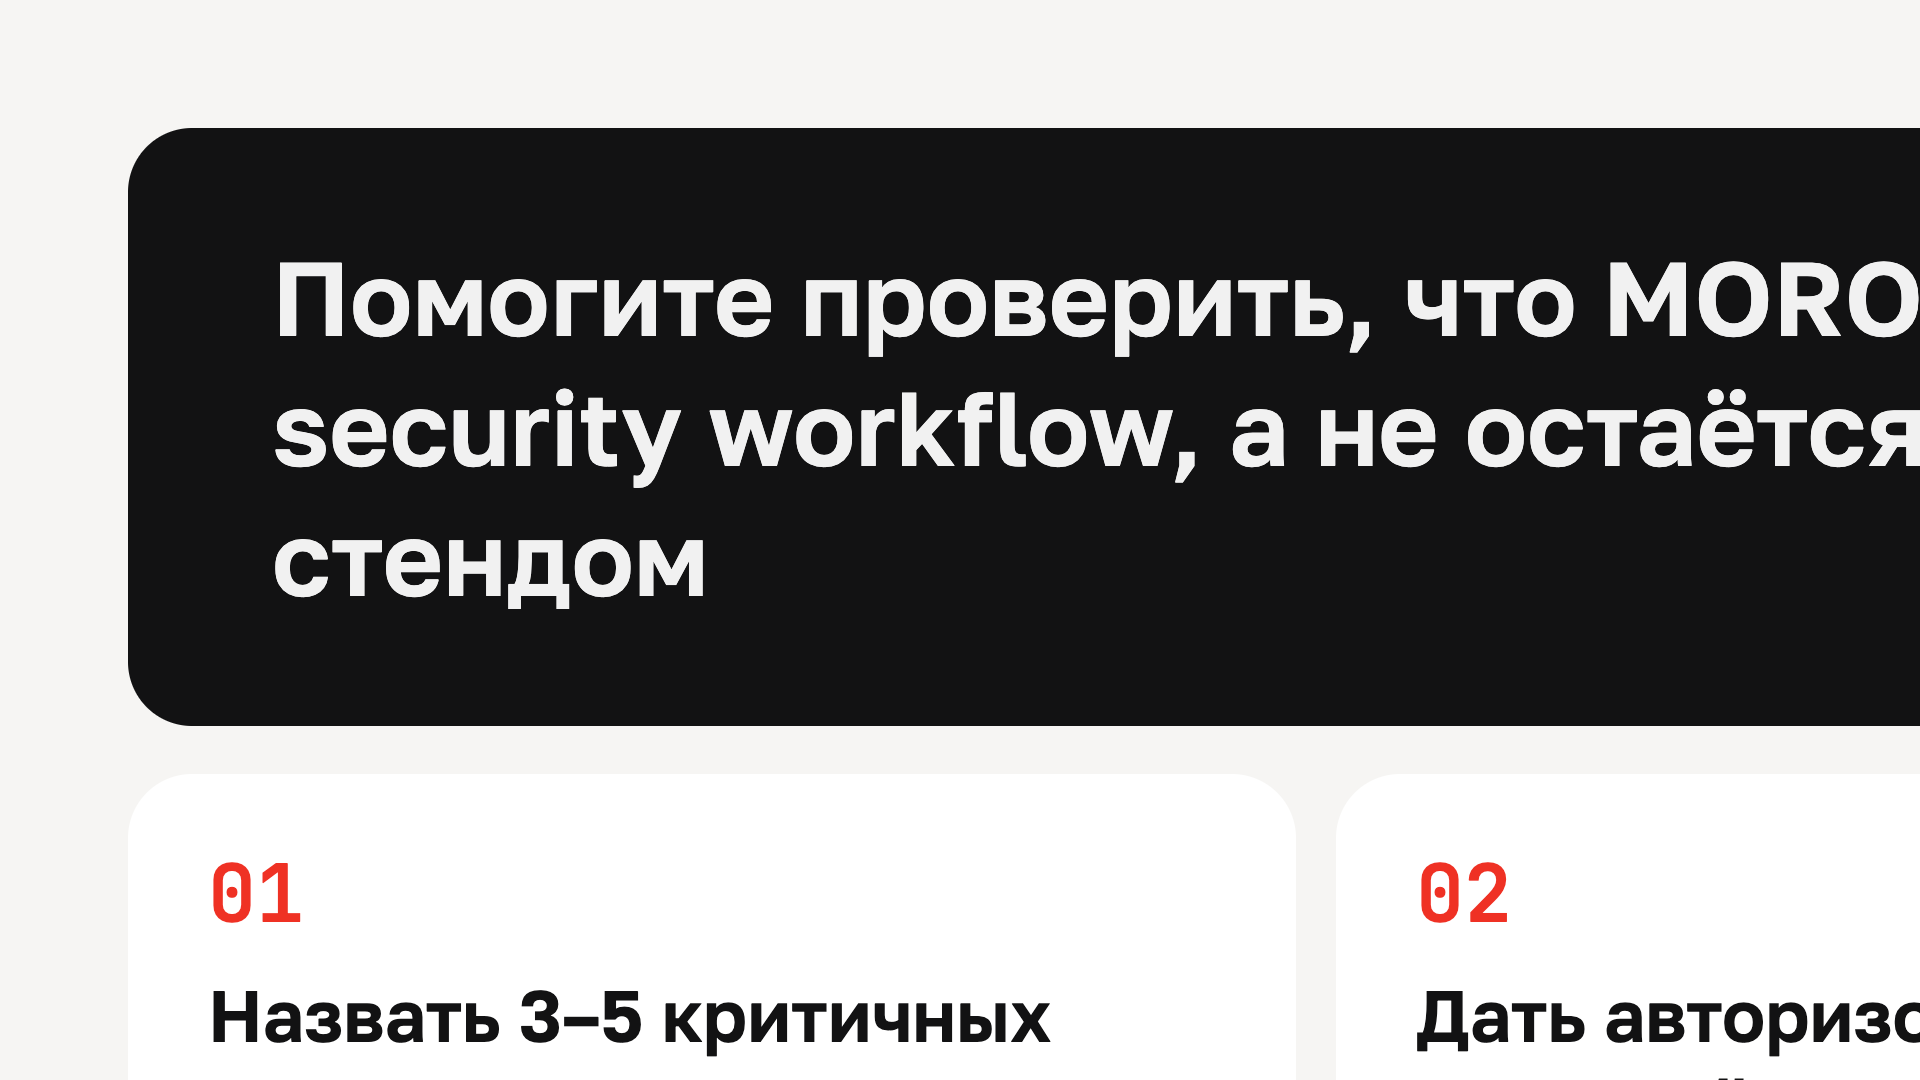 Помогите проверить, что MORO
security workflow, а не остаётся
стендом
01
02
Назвать 3–5 критичных
Дать авторизо